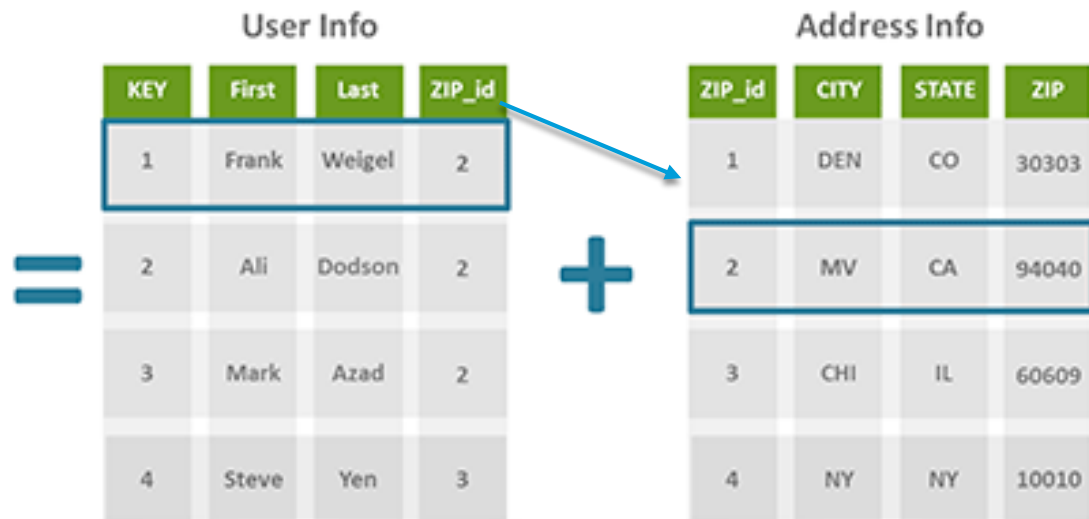 User Info Address Info
KEY First Last ZIP_id ZIP_id CITY STATE ZIP
1 Frank Weigel 2 1 DEN CO 30303
= 2 Ali Dodson 2 + 2 MV CA 94040
3 Mark Azad 2 3 CHI IL 60609
4 Steve Yen 3 4 NY NY 10010